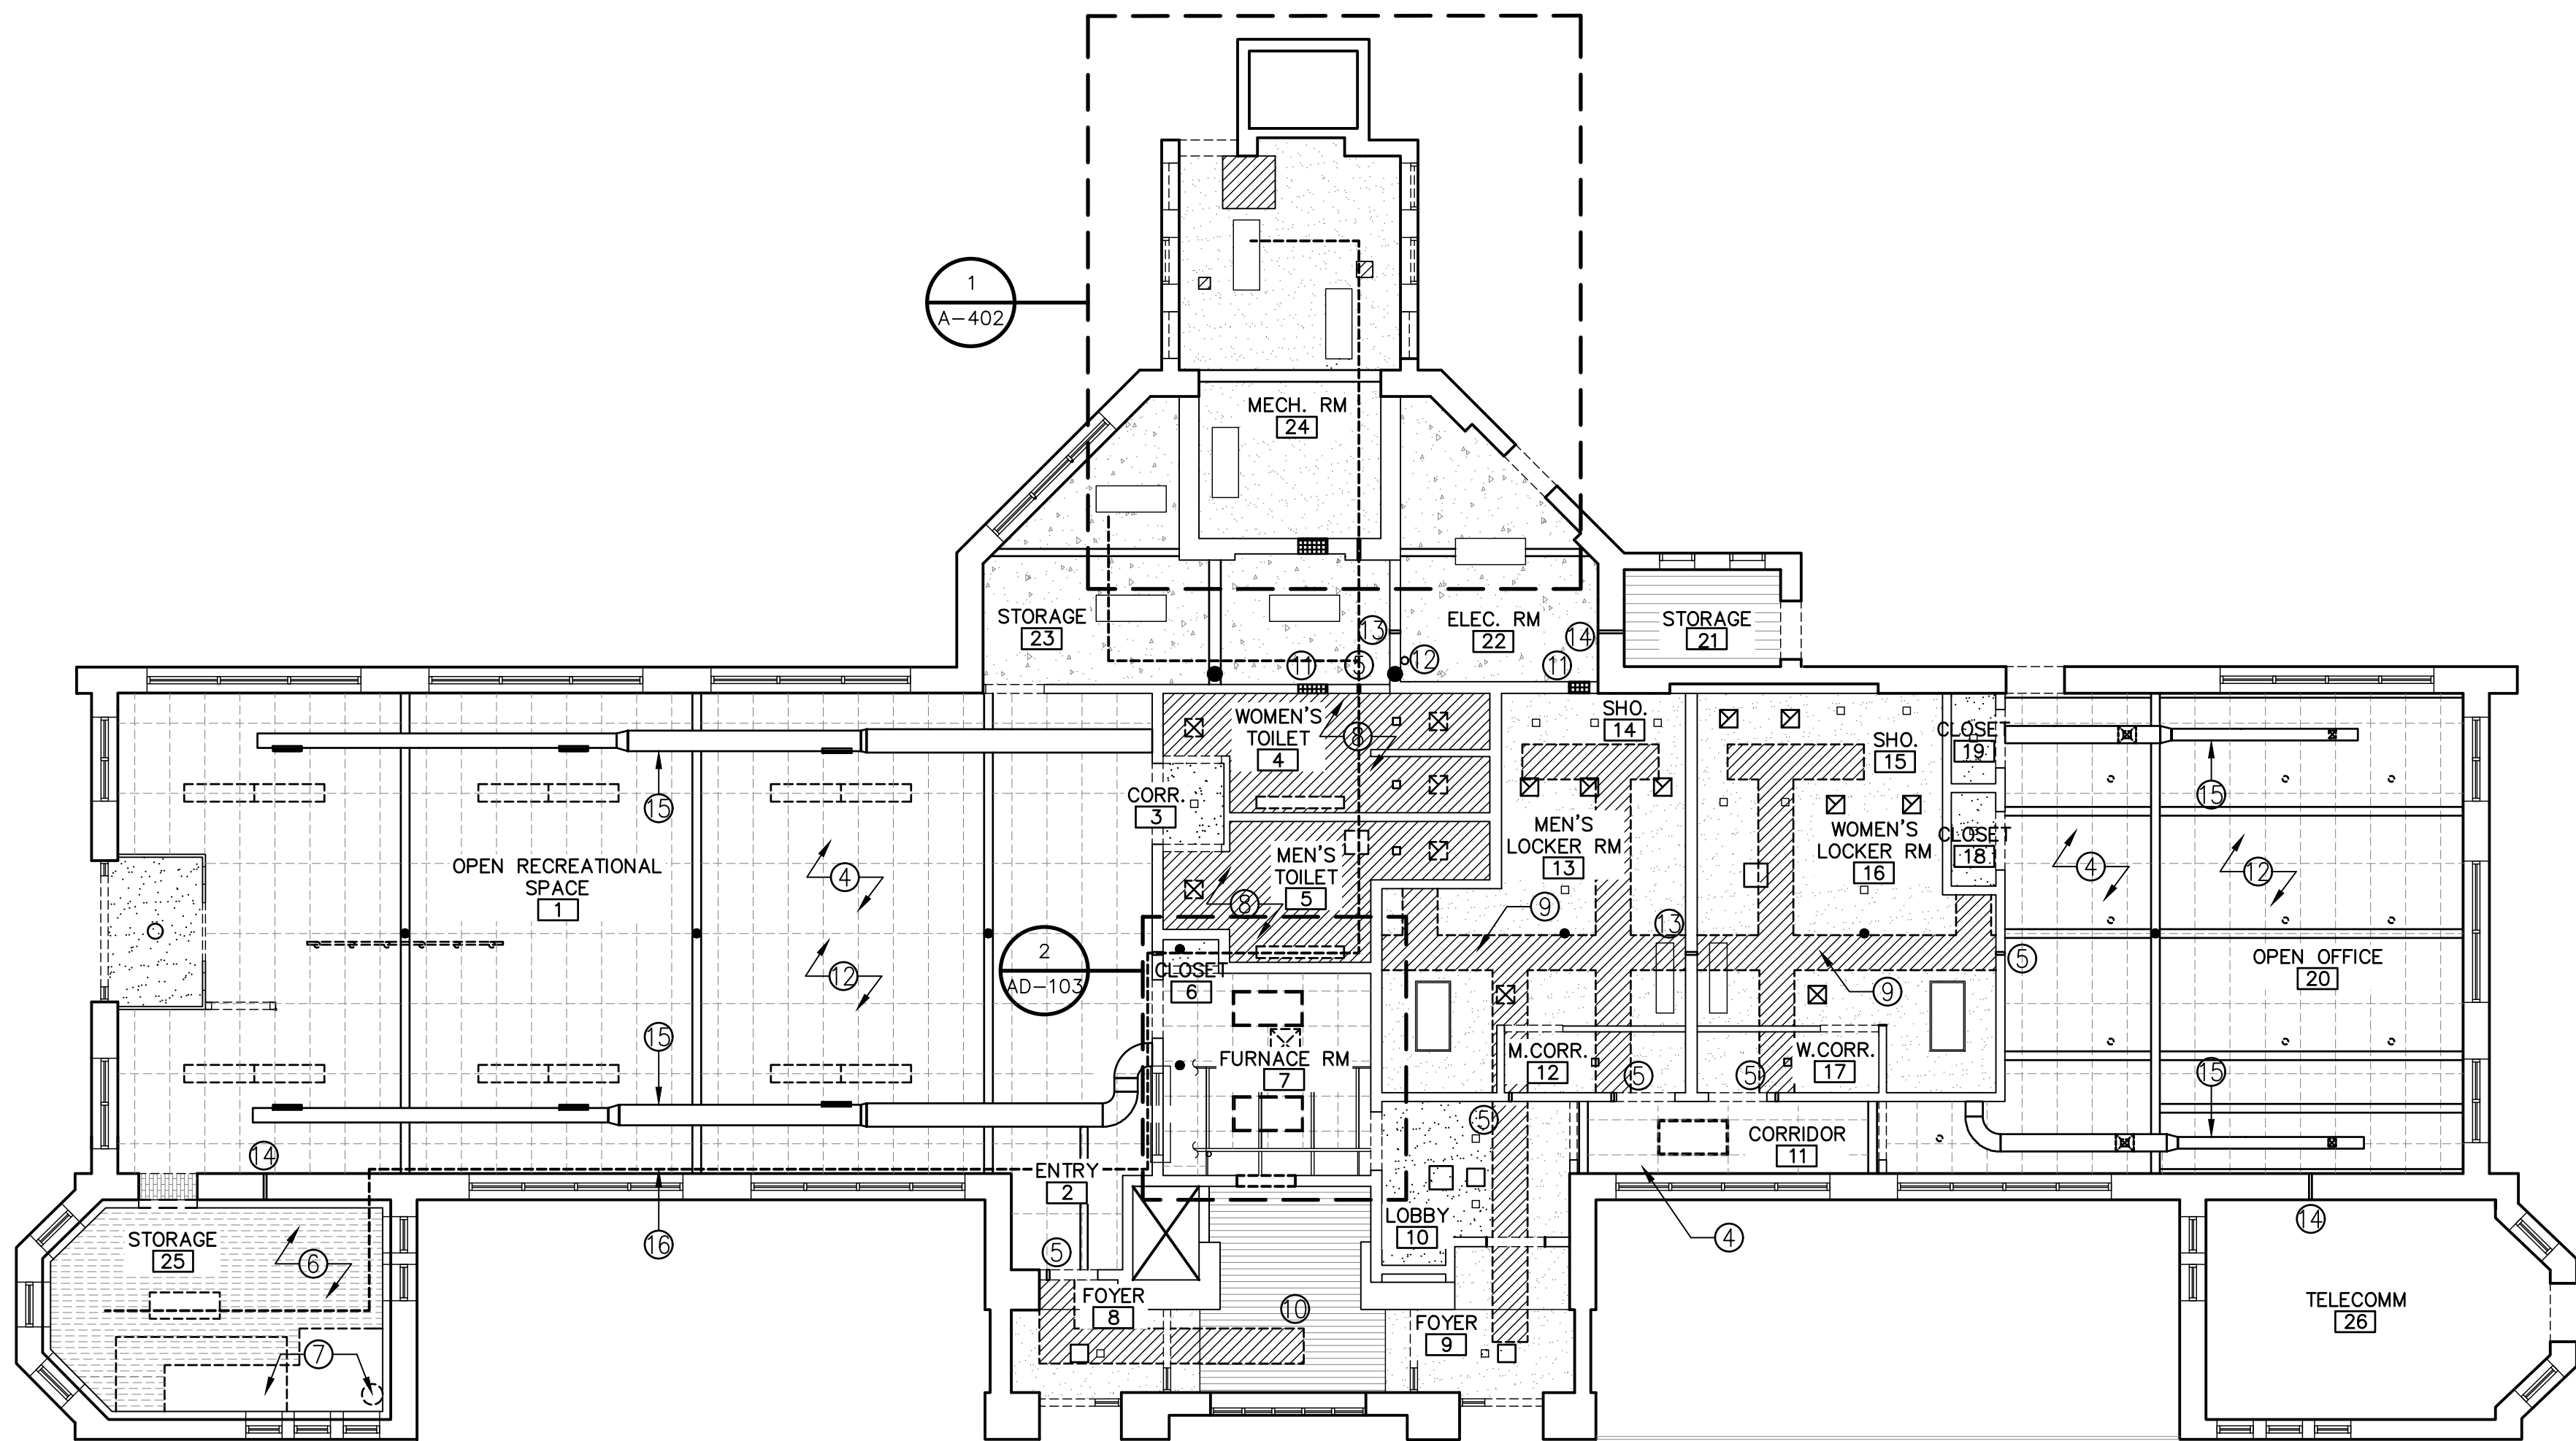 1
A-402
MECH. RM
24
STORAGE
23
13
ELEC. RM
22
14
STORAGE
21
11
5
12
11
WOMEN'S
TOILET
4
8
SHO.
14
SHO.
15
CLOSET
19
15
15
CORR.
3
MEN'S
LOCKER RM
13
WOMEN'S
LOCKER RM
16
CLOSET
18
OPEN RECREATIONAL
SPACE
1
4
MEN'S
TOILET
5
8
9
13
4
12
2
AD-103
12
CLOSET
6
5
OPEN OFFICE
20
9
15
FURNACE RM
7
M.CORR.
12
5
5
W.CORR.
17
15
14
5
CORRIDOR
11
ENTRY
2
LOBBY
10
4
14
16
STORAGE
25
6
5
FOYER
8
10
FOYER
9
TELECOMM
26
7